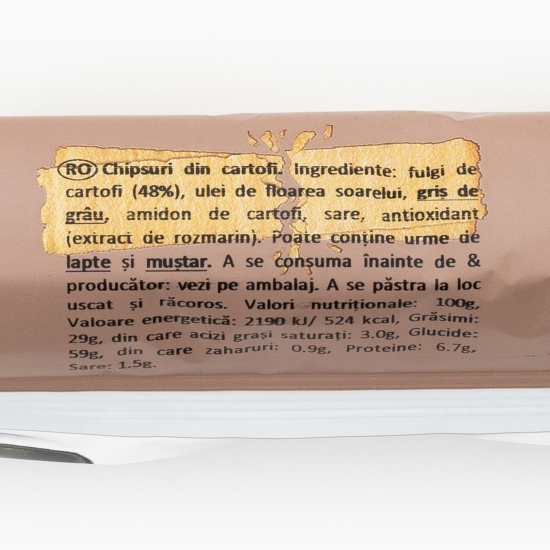 RO Chipsuri din cartofi. Ingrediente: fulgi de
cartofi (48%), ulei de floarea soarelui, griș de
grâu, amidon de cartofi, sare, antioxidant
(extract de rozmarin). Poate conține urme de
lapte și muștar. A se consuma înainte de &
producător: vezi pe ambalaj. A se păstra la loc
uscat și răcoros. Valori nutriționale: 100g,
Valoare energetică: 2190 kJ/ 524 kcal, Grăsimi:
29g, din care acizi grași saturați: 3.0g, Glucide:
59g, din care zaharuri: 0.9g, Proteine: 6.7g,
Sare: 1.5g.